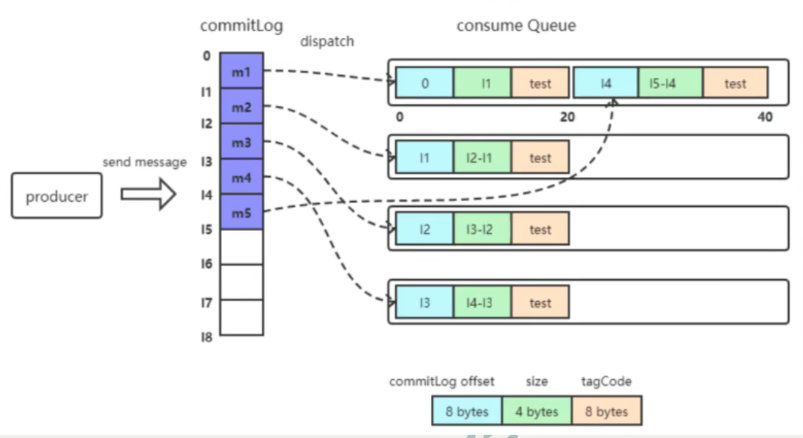 commitLog
consume Queue
dispatch
0
m1
0 l1 test l4 l5-l4 test
l1
0 20 40
m2
l2
l1 l2-l1 test
m3
send message
l3
m4
producer
l4
m5
l2 l3-l2 test
l5
l6
l3 l4-l3 test
l7
l8
commitLog offset size tagCode
8 bytes 4 bytes 8 bytes